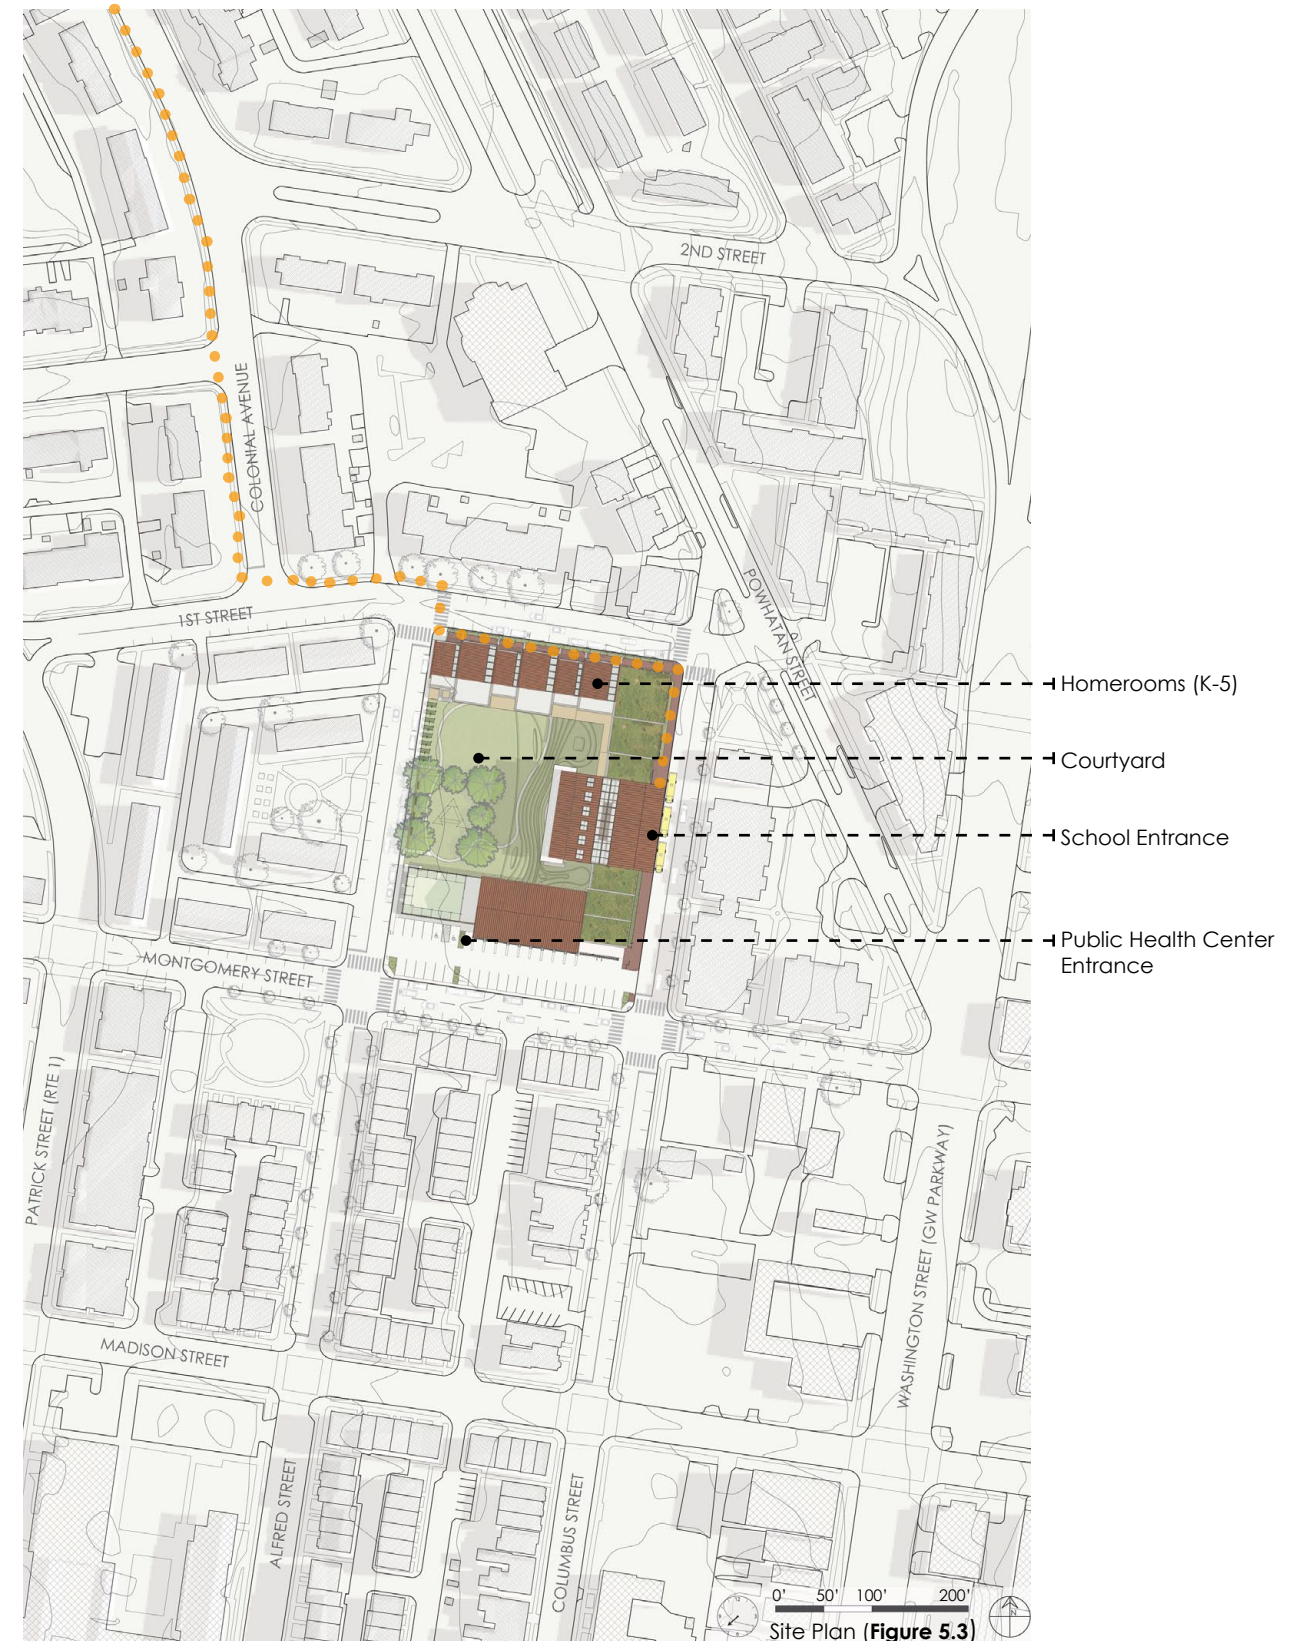 2ND STREET
COLONIAL AVENUE
POWHATAN STREET
1ST STREET
Homerooms (K-5)
Courtyard
School Entrance
Public Health Center
Entrance
MONTGOMERY STREET
PATRICK STREET (RTE 1)
WASHINGTON STREET (GW PARKWAY)
MADISON STREET
ALFRED STREET
COLUMBUS STREET
0' 50' 100' 200'
N
Site Plan (Figure 5.3)